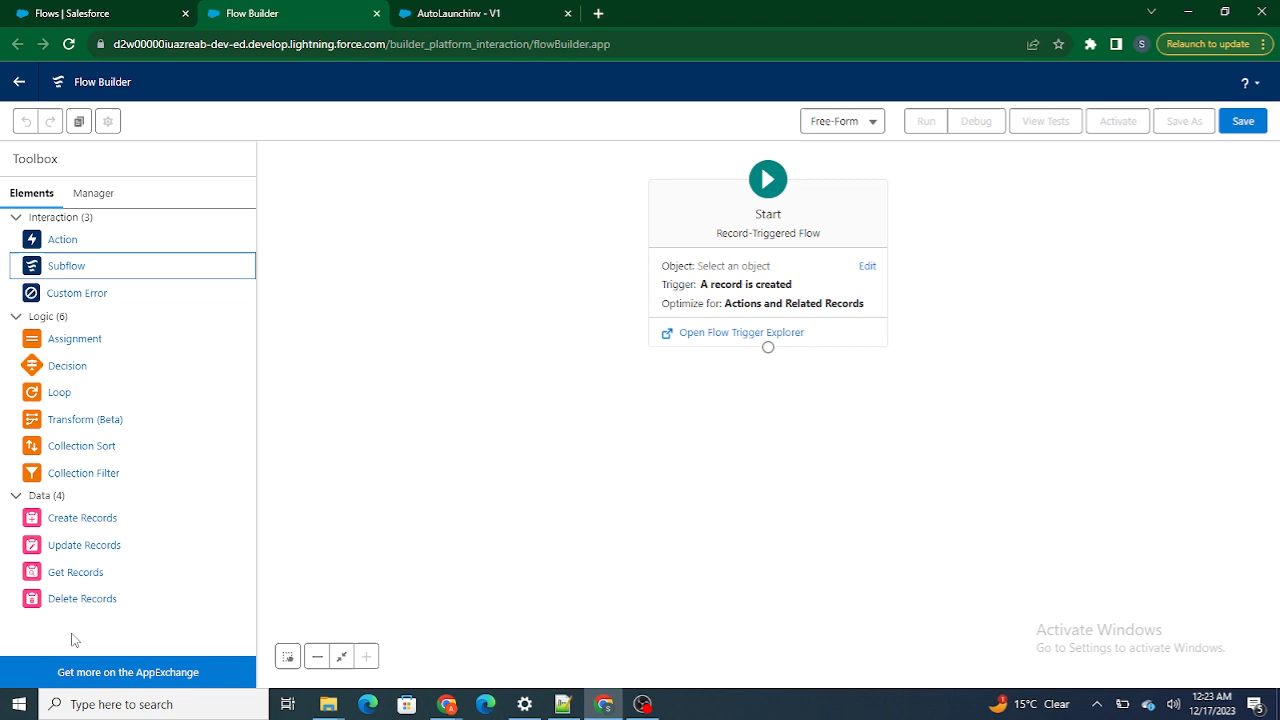 Flows | Salesforce
Flow Builder
AutoLaunchinv - V1
d2w00000iuazreab-dev-ed.develop.lightning.force.com/builder_platform_interaction/flowBuilder.app
S
Relaunch to update
Flow Builder
?
Free-Form
Run
Debug
View Tests
Activate
Save As
Save
Toolbox
Elements
Manager
Interaction (3)
Action
Subflow
Custom Error
Logic (6)
Assignment
Decision
Loop
Transform (Beta)
Collection Sort
Collection Filter
Data (4)
Create Records
Update Records
Get Records
Delete Records
Get more on the AppExchange
Start
Record-Triggered Flow
Object: Select an object
Edit
Trigger: A record is created
Optimize for: Actions and Related Records
Open Flow Trigger Explorer
Activate Windows
Go to Settings to activate Windows.
Type here to search
15°C Clear
12:23 AM
12/17/2023